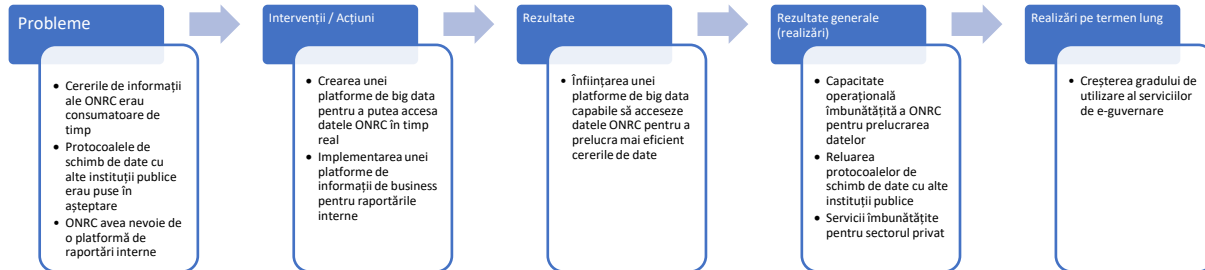 Probleme
• Cererile de informații
ale ONRC erau
consumatoare de
timp
• Protocoalele de
schimb de date cu
alte instituții publice
erau puse în
așteptare
• ONRC avea nevoie de
o platformă de
raportări interne
Intervenții / Acțiuni
• Crearea unei
platforme de big data
pentru a putea accesa
datele ONRC în timp
real
• Implementarea unei
platforme de
informații de business
pentru raportările
interne
Rezultate
• Înființarea unei
platforme de big data
capabile să acceseze
datele ONRC pentru a
prelucra mai eficient
cererile de date
Rezultate generale
(realizări)
• Capacitate
operațională
îmbunătățită a ONRC
pentru prelucrarea
datelor
• Reluarea
protocoalelor de
schimb de date cu alte
instituții publice
• Servicii îmbunătățite
pentru sectorul privat
Realizări pe termen lung
• Creșterea gradului de
utilizare al serviciilor
de e-guvernare